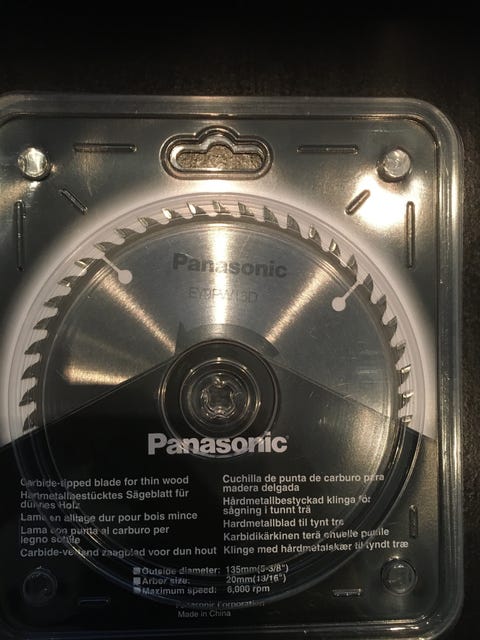 Panasonic
EY9PW13D
Panasonic
Carbide-tipped blade for thin wood
Hartmetallbestücktes Sägeblatt für
dünnes Holz
Lame en alliage dur pour bois mince
Lama con punta al carburo per
legno sottile
Carbide-vertand zaagblad voor dun hout
Cuchilla de punta de carburo para
madera delgada
Hårdmetallbestyckad klinga för
sågning i tunnt trä
Hardmetallblad til tynt tre
Karbidikärkinen terä ohuelle puulle
Klinge med hårdmetalskær til tyndt træ
Outside diameter: 135mm(5-3/8")
Arbor size: 20mm(13/16")
Maximum speed: 6,000 rpm
Panasonic Corporation
Made in China